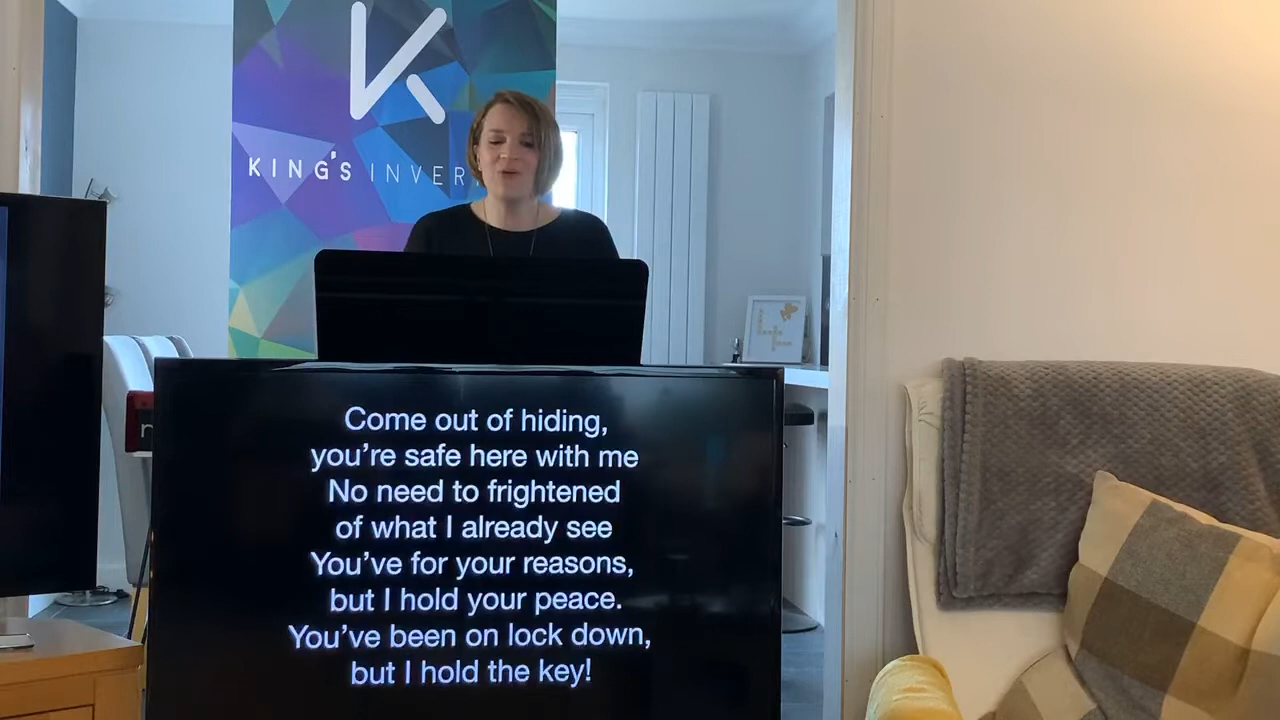 KING'S INVER
Come out of hiding,
you're safe here with me
No need to frightened
of what I already see
You've for your reasons,
but I hold your peace.
You've been on lock down,
but I hold the key!